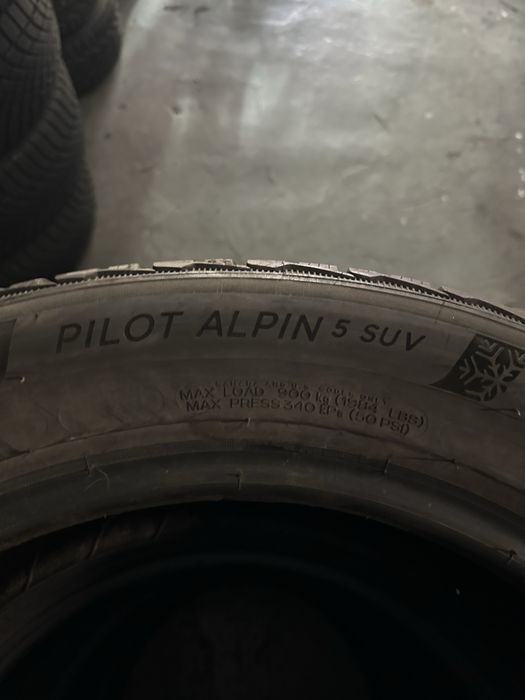 PILOT ALPIN 5 SUV
MAX LOAD 900 kg (1984 LBS)
MAX PRESS 340 kPa (50 PSI)